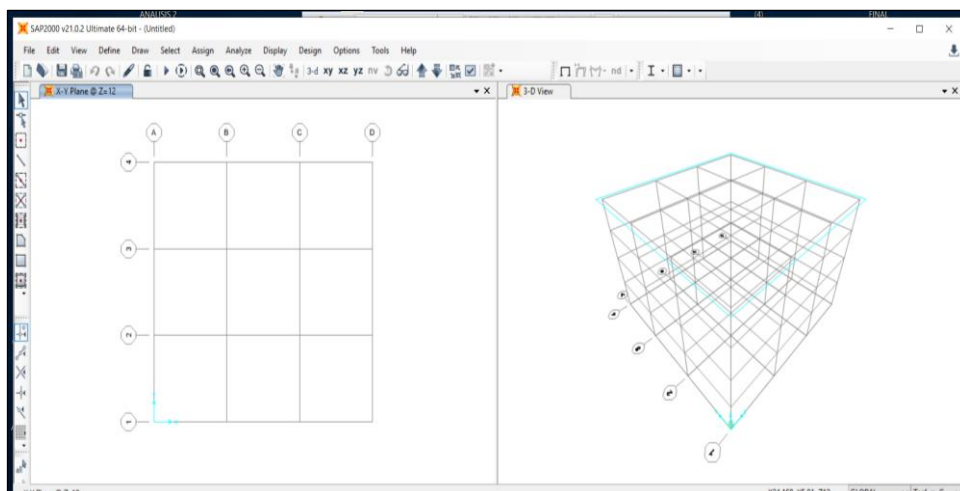 ANALISIS 2 (4) FINAL
SAP2000 v21.0.2 Ultimate 64-bit - (Untitled)
File Edit View Define Draw Select Assign Analyze Display Design Options Tools Help
3-d xy xz yz nv nd
X-Y Plane @ Z=12
3-D View
A B C D
4
3
2
1
GLOBAL